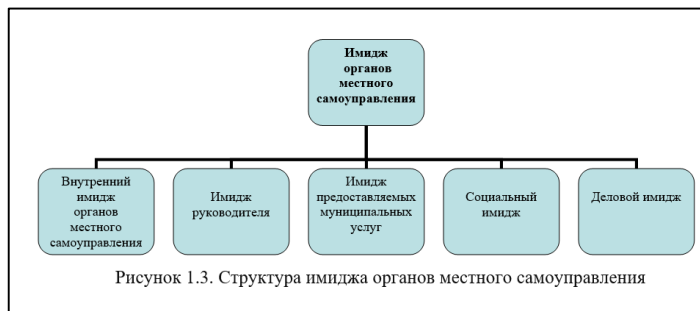 Имидж
органов
местного
самоуправления
Внутренний
имидж
органов
местного
самоуправления
Имидж
руководителя
Имидж
предоставляемых
муниципальных
услуг
Социальный
имидж
Деловой имидж
Рисунок 1.3. Структура имиджа органов местного самоуправления